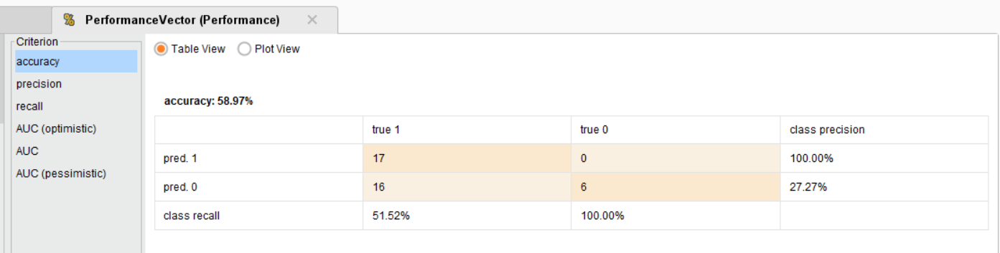 PerformanceVector (Performance)
Criterion
accuracy
precision
recall
AUC (optimistic)
AUC
AUC (pessimistic)
Table View Plot View
accuracy: 58.97%
true 1 true 0 class precision
pred. 1 17 0 100.00%
pred. 0 16 6 27.27%
class recall 51.52% 100.00%